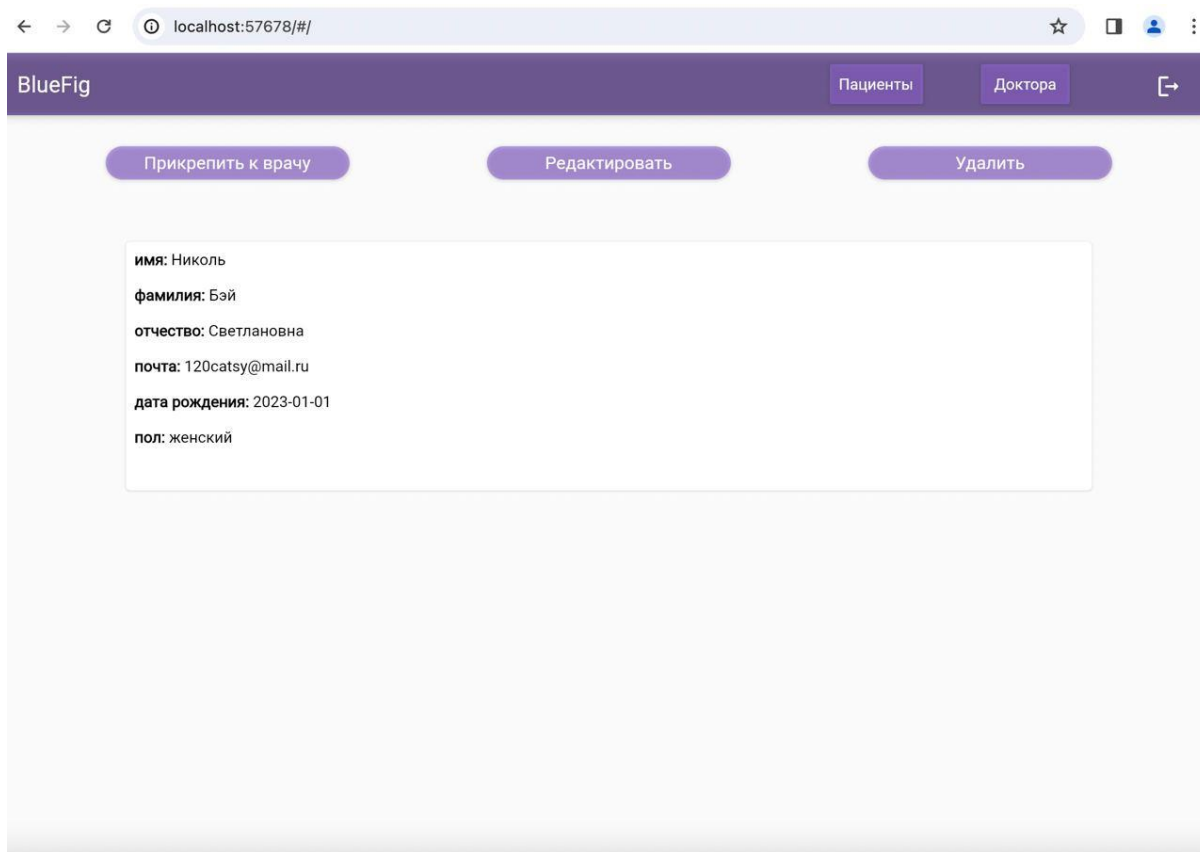 localhost:57678/#/
BlueFig Пациенты Доктора
Прикрепить к врачу Редактировать Удалить
имя: Николь
фамилия: Бэй
отчество: Светлановна
почта: 120catsy@mail.ru
дата рождения: 2023-01-01
пол: женский